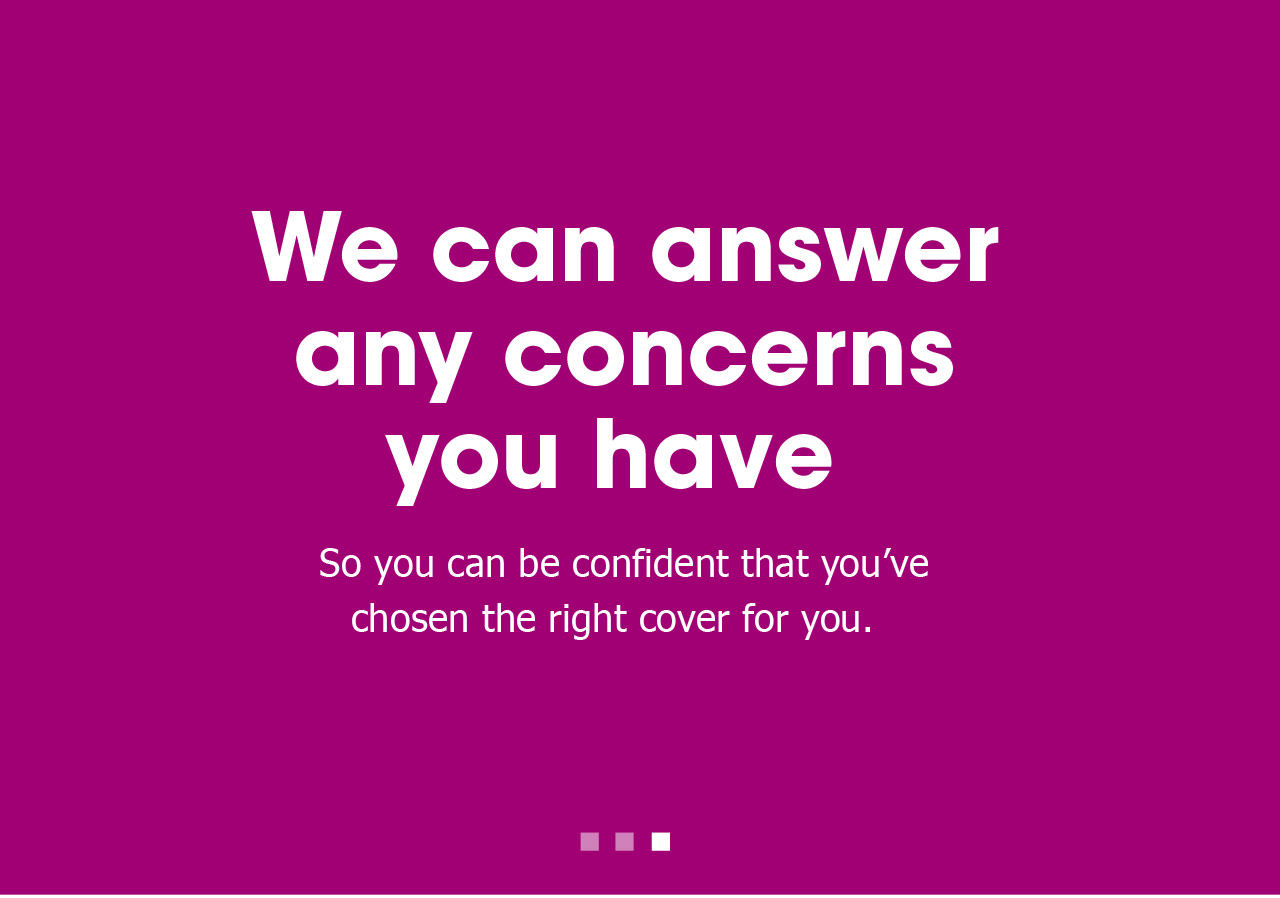 We can answer
any concerns
you have
So you can be confident that you’ve
chosen the right cover for you.